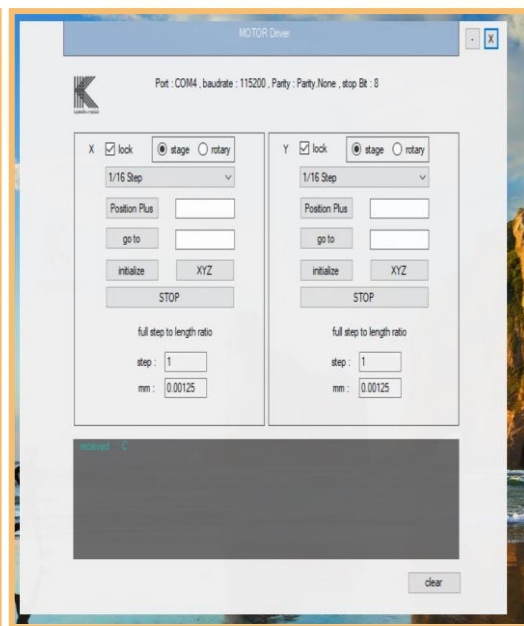 MOTOR Driver
- X
Port : COM4 , baudrate : 115200 , Parity : Parity.None , stop Bit : 8
X lock stage rotary
1/16 Step
Position Plus
go to
initialize XYZ
STOP
full step to length ratio
step : 1
mm : 0.00125
Y lock stage rotary
1/16 Step
Position Plus
go to
initialize XYZ
STOP
full step to length ratio
step : 1
mm : 0.00125
recieved : C
clear